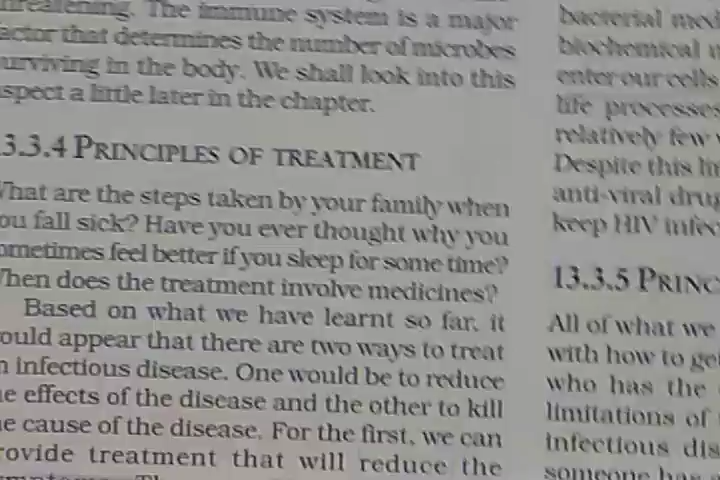 threatening. The immune system is a major
factor that determines the number of microbes
surviving in the body. We shall look into this
aspect a little later in the chapter.
13.3.4 PRINCIPLES OF TREATMENT
What are the steps taken by your family when
you fall sick? Have you ever thought why you
sometimes feel better if you sleep for some time?
When does the treatment involve medicines?
Based on what we have learnt so far, it
would appear that there are two ways to treat
an infectious disease. One would be to reduce
the effects of the disease and the other to kill
the cause of the disease. For the first, we can
provide treatment that will reduce the
bacterial
biochemical
enter our cells
life processes
relatively few
Despite this
anti-viral
keep HIV
13.3.5
All of what we
with how to
who has the
limitations of
infectious
someone has